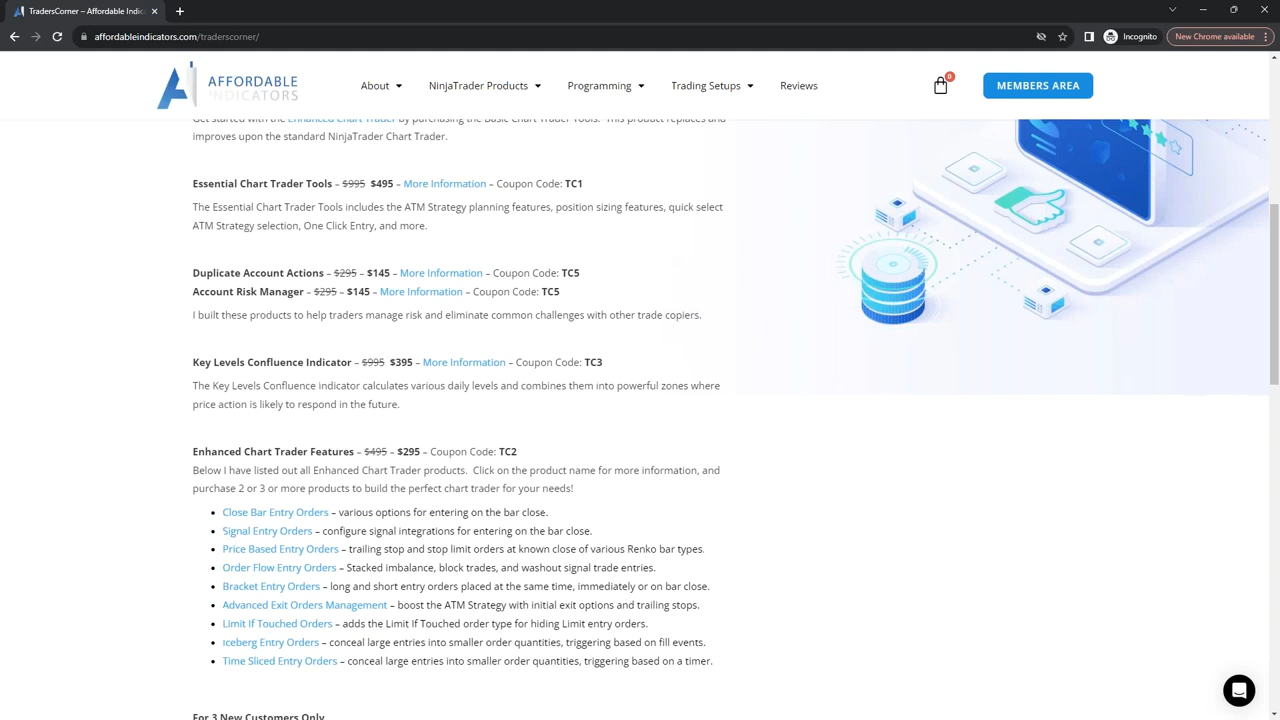 TradersCorner – Affordable Indic
affordableindicators.com/traderscorner/
Incognito
New Chrome available
AFFORDABLE
INDICATORS
About
NinjaTrader Products
Programming
Trading Setups
Reviews
0
MEMBERS AREA
Get started with the Enhanced Chart Trader by purchasing the Basic Chart Trader Tools. This product replaces and
improves upon the standard NinjaTrader Chart Trader.
Essential Chart Trader Tools – $995 $495 – More Information – Coupon Code: TC1
The Essential Chart Trader Tools includes the ATM Strategy planning features, position sizing features, quick select
ATM Strategy selection, One Click Entry, and more.
Duplicate Account Actions – $295 – $145 – More Information – Coupon Code: TC5
Account Risk Manager – $295 – $145 – More Information – Coupon Code: TC5
I built these products to help traders manage risk and eliminate common challenges with other trade copiers.
Key Levels Confluence Indicator – $995 $395 – More Information – Coupon Code: TC3
The Key Levels Confluence indicator calculates various daily levels and combines them into powerful zones where
price action is likely to respond in the future.
Enhanced Chart Trader Features – $495 – $295 – Coupon Code: TC2
Below I have listed out all Enhanced Chart Trader products. Click on the product name for more information, and
purchase 2 or 3 or more products to build the perfect chart trader for your needs!
• Close Bar Entry Orders – various options for entering on the bar close.
• Signal Entry Orders – configure signal integrations for entering on the bar close.
• Price Based Entry Orders – trailing stop and stop limit orders at known close of various Renko bar types.
• Order Flow Entry Orders – Stacked imbalance, block trades, and washout signal trade entries.
• Bracket Entry Orders – long and short entry orders placed at the same time, immediately or on bar close.
• Advanced Exit Orders Management – boost the ATM Strategy with initial exit options and trailing stops.
• Limit If Touched Orders – adds the Limit If Touched order type for hiding Limit entry orders.
• Iceberg Entry Orders – conceal large entries into smaller order quantities, triggering based on fill events.
• Time Sliced Entry Orders – conceal large entries into smaller order quantities, triggering based on a timer.
For 3 New Customers Only